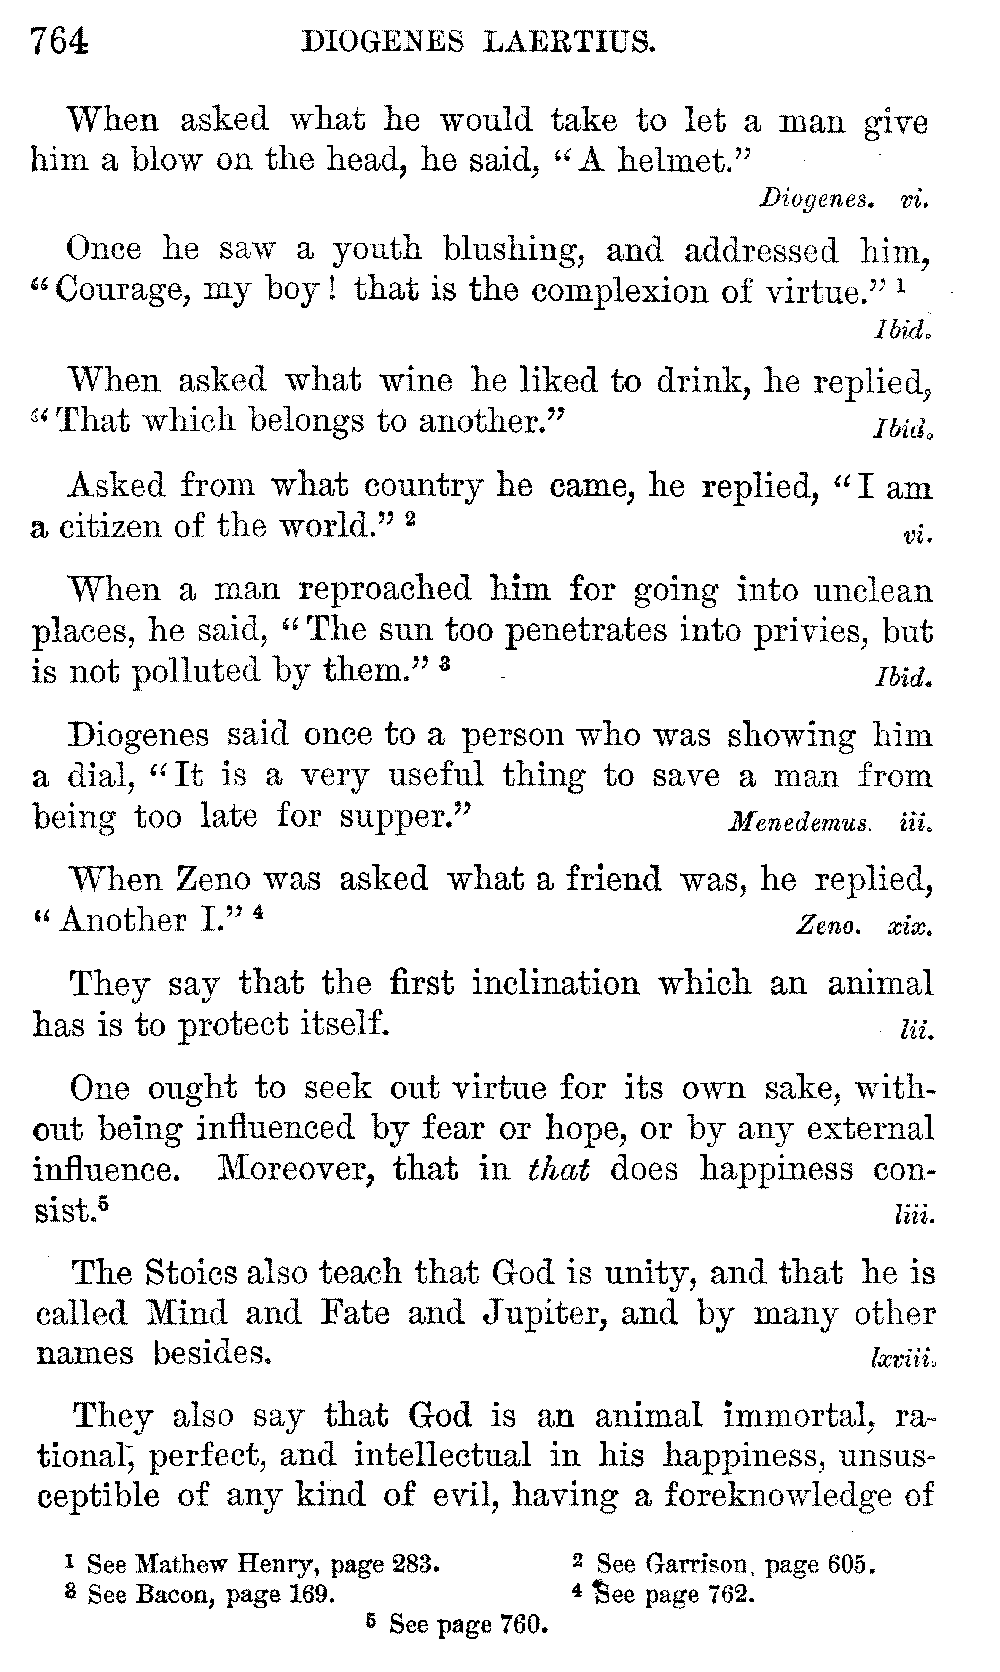 764 DIOGENES LAERTIUS.
When asked what he would take to let a man give
him a blow on the head, he said, “A helmet.”
Diogenes. vi.
Once he saw a youth blushing, and addressed him,
“Courage, my boy! that is the complexion of virtue.” 1
Ibid.
When asked what wine he liked to drink, he replied,
“That which belongs to another.” Ibid.
Asked from what country he came, he replied, “I am
a citizen of the world.” 2 vi.
When a man reproached him for going into unclean
places, he said, “The sun too penetrates into privies, but
is not polluted by them.” 3 Ibid.
Diogenes said once to a person who was showing him
a dial, “It is a very useful thing to save a man from
being too late for supper.” Menedemus. iii.
When Zeno was asked what a friend was, he replied,
“Another I.” 4 Zeno. xix.
They say that the first inclination which an animal
has is to protect itself. lii.
One ought to seek out virtue for its own sake, with-
out being influenced by fear or hope, or by any external
influence. Moreover, that in that does happiness con-
sist.5 liii.
The Stoics also teach that God is unity, and that he is
called Mind and Fate and Jupiter, and by many other
names besides. lxviii.
They also say that God is an animal immortal, ra-
tional, perfect, and intellectual in his happiness, unsus-
ceptible of any kind of evil, having a foreknowledge of
1 See Mathew Henry, page 283. 2 See Garrison, page 605.
3 See Bacon, page 169. 4 See page 762.
5 See page 760.